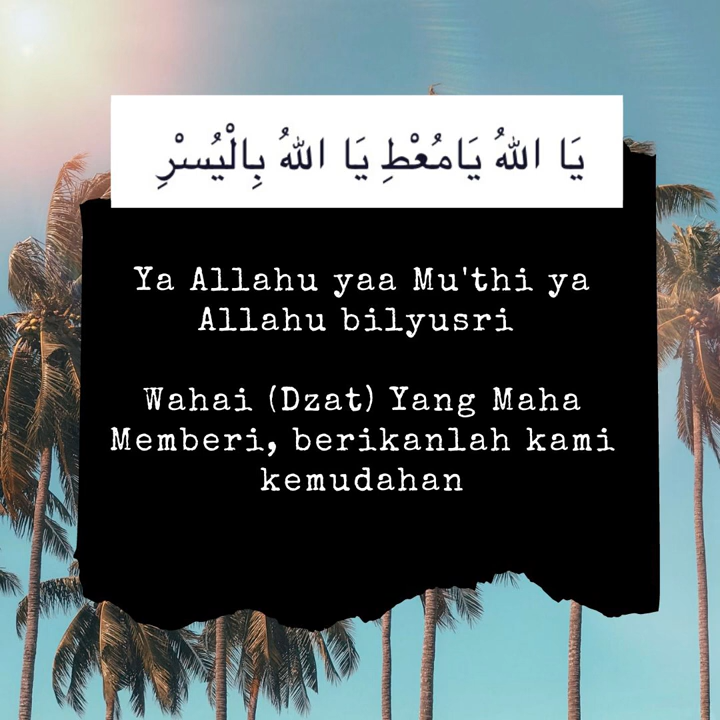 يَا اللهُ يَامُعْطِ يَا اللهُ بِالْيُسْرِ
Ya Allahu yaa Mu'thi ya
Allahu bilyusri
Wahai (Dzat) Yang Maha
Memberi, berikanlah kami
kemudahan